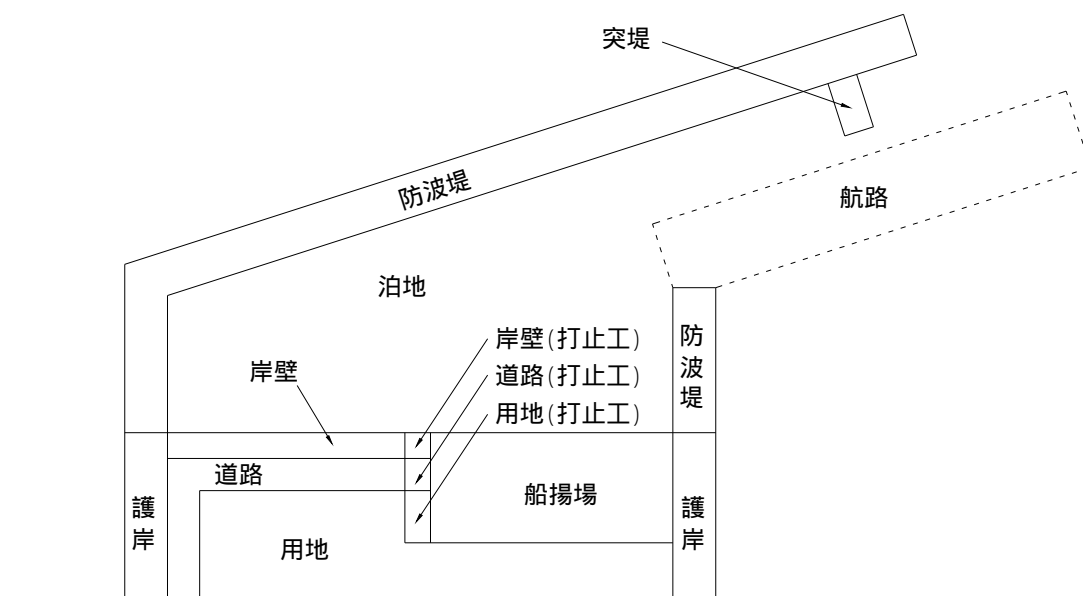 突堤
防波堤
航路
泊地
岸壁(打止工)
防波堤
岸壁
道路(打止工)
用地(打止工)
道路
船揚場
護岸
護岸
用地